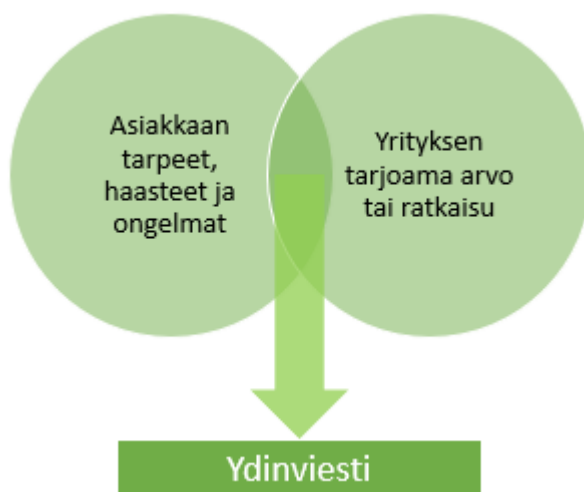 Asiakkaan
tarpeet,
haasteet ja
ongelmat
Yrityksen
tarjoama arvo
tai ratkaisu
Ydinviesti